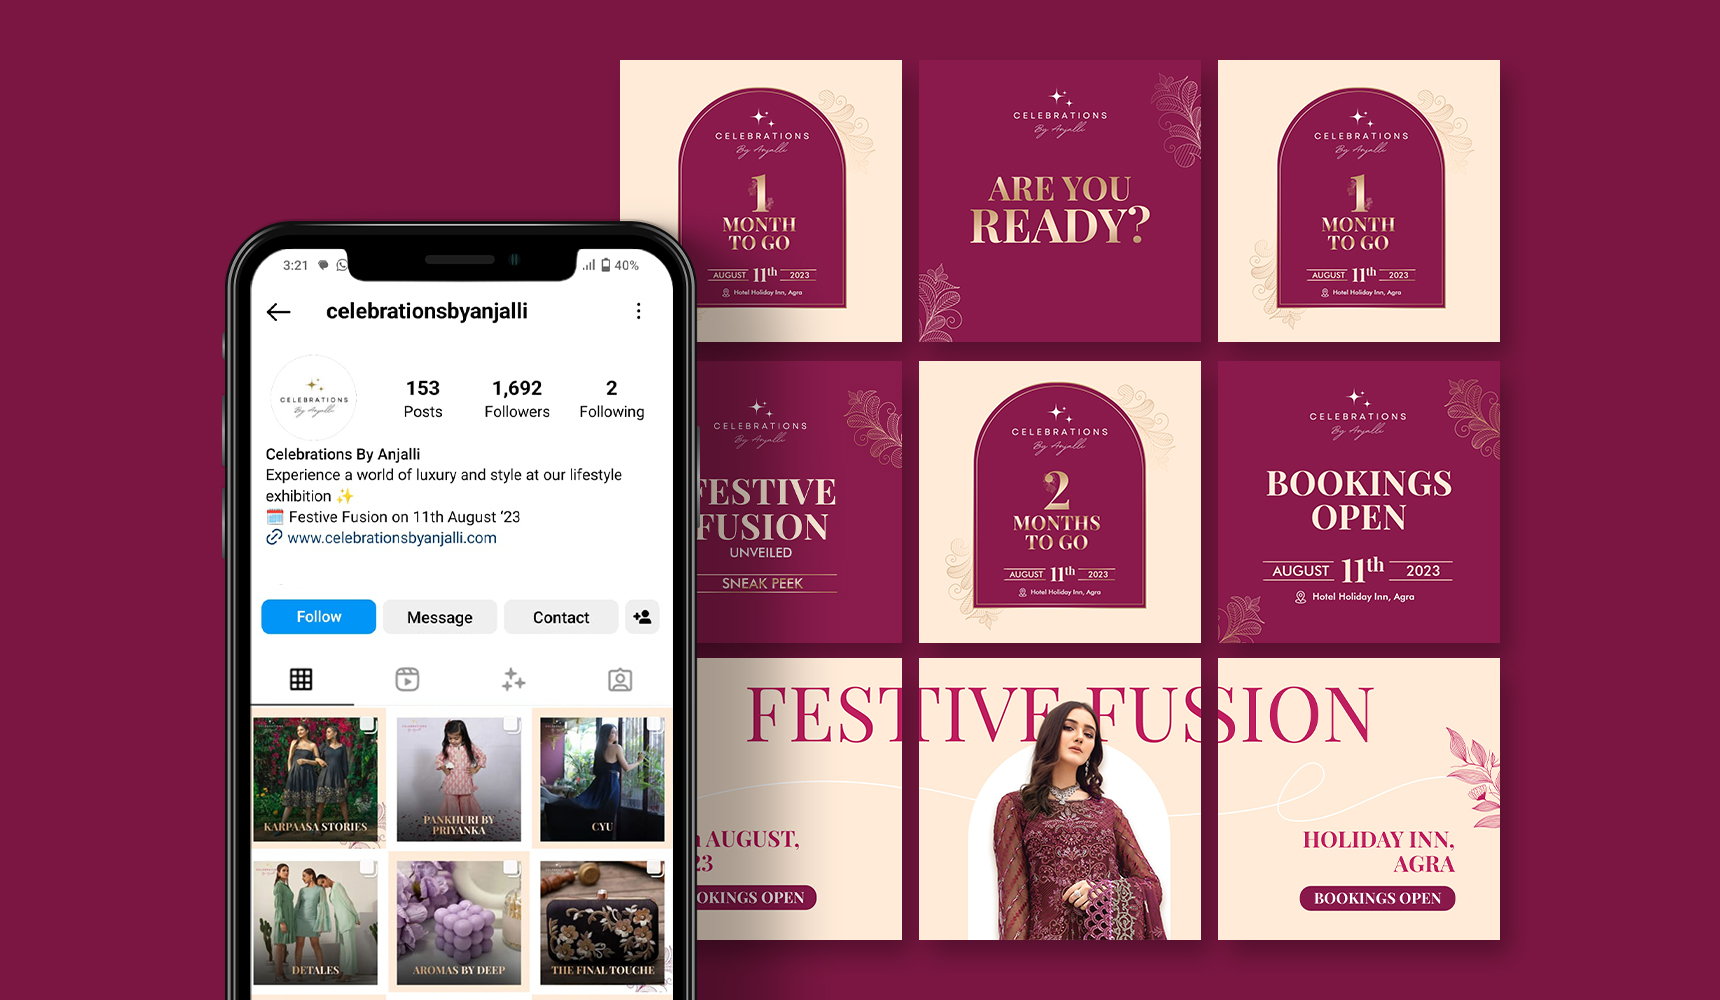 3:21
40%
celebrationsbyanjalli
CELEBRATIONS
By Anjalli
153
Posts
1,692
Followers
2
Following
Celebrations By Anjalli
Experience a world of luxury and style at our lifestyle
exhibition ✨
🗓️ Festive Fusion on 11th August ‘23
www.celebrationsbyanjalli.com
Follow
Message
Contact
KARPAASA STORIES
PANKHURI BY
PRIYANKA
CYU
DETALES
AROMAS BY DEEP
THE FINAL TOUCHE
CELEBRATIONS
By Anjalli
1
MONTH
TO GO
AUGUST 11th 2023
Hotel Holiday Inn, Agra
CELEBRATIONS
By Anjalli
ARE YOU
READY?
CELEBRATIONS
By Anjalli
1
MONTH
TO GO
AUGUST 11th 2023
Hotel Holiday Inn, Agra
CELEBRATIONS
By Anjalli
FESTIVE
FUSION
UNVEILED
SNEAK PEEK
CELEBRATIONS
By Anjalli
2
MONTHS
TO GO
AUGUST 11th 2023
Hotel Holiday Inn, Agra
CELEBRATIONS
By Anjalli
BOOKINGS
OPEN
AUGUST 11th 2023
Hotel Holiday Inn, Agra
FESTIVE FUSION
AUGUST,
23
OKINGS OPEN
HOLIDAY INN,
AGRA
BOOKINGS OPEN